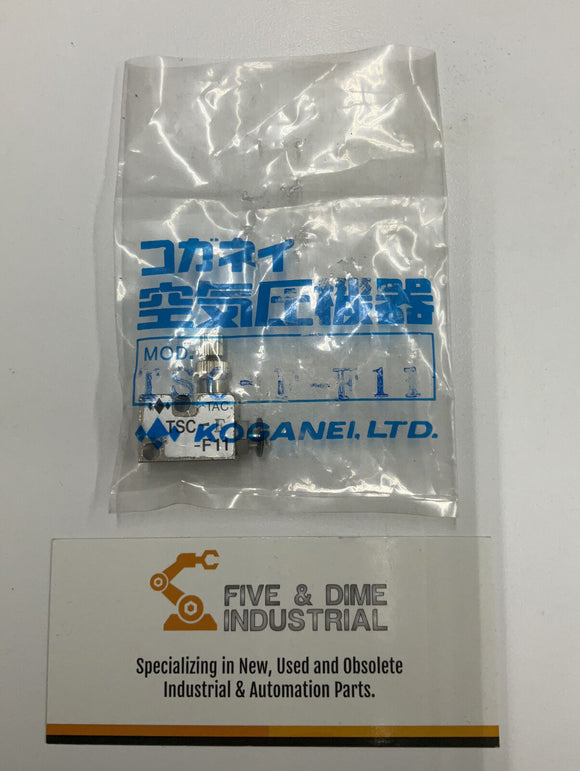 コガネイ
空気圧機器
MOD.
TSC-F-F11
TAC-
TSC-F
-F11
KOGANEI, LTD.
FIVE & DIME
INDUSTRIAL
Specializing in New, Used and Obsolete
Industrial & Automation Parts.